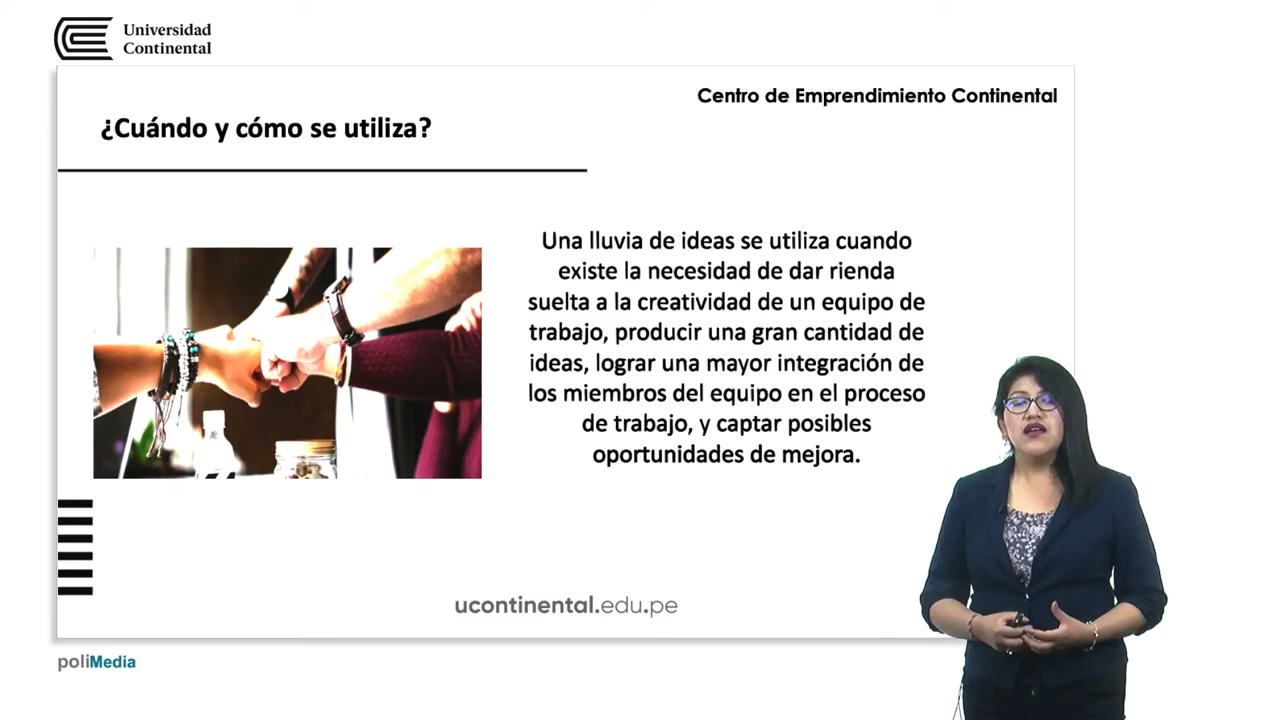 Universidad
Continental
Centro de Emprendimiento Continental
¿Cuándo y cómo se utiliza?
Una lluvia de ideas se utiliza cuando
existe la necesidad de dar rienda
suelta a la creatividad de un equipo de
trabajo, producir una gran cantidad de
ideas, lograr una mayor integración de
los miembros del equipo en el proceso
de trabajo, y captar posibles
oportunidades de mejora.
ucontinental.edu.pe
poliMedia